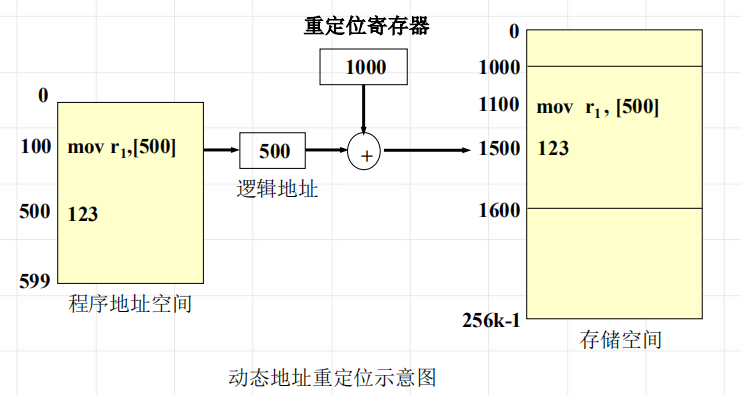 重定位寄存器
1000
0
100 mov r1,[500]
500 123
599
程序地址空间
500
逻辑地址
+
0
1000
1100 mov r1, [500]
1500 123
1600
256k-1
存储空间
动态地址重定位示意图